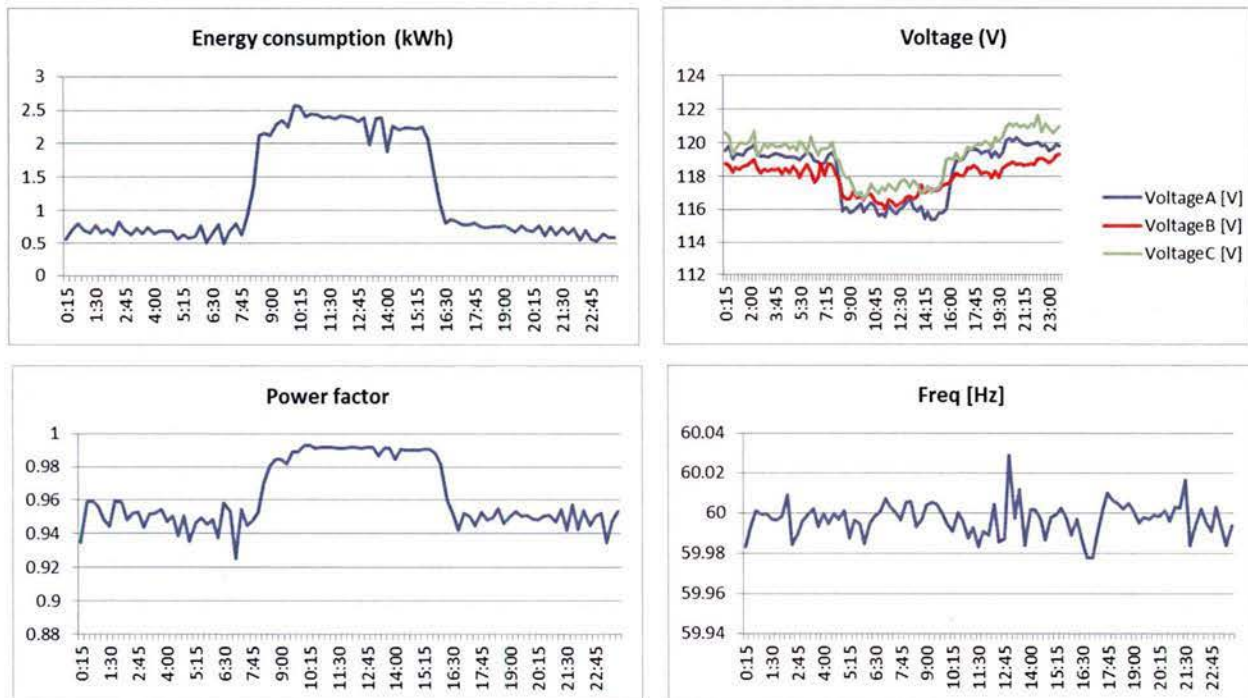 Energy consumption (kWh)
3
2.5
2
1.5
1
0.5
0
0:15 1:30 2:45 4:00 5:15 6:30 7:45 9:00 10:15 11:30 12:45 14:00 15:15 16:30 17:45 19:00 20:15 21:30 22:45
Voltage (V)
124
122
120
118
116
114
112
0:15 2:00 3:45 5:30 7:15 9:00 10:45 12:30 14:15 16:00 17:45 19:30 21:15 23:00
VoltageA [V]
VoltageB [V]
VoltageC [V]
Power factor
1
0.98
0.96
0.94
0.92
0.9
0.88
0:15 1:30 2:45 4:00 5:15 6:30 7:45 9:00 10:15 11:30 12:45 14:00 15:15 16:30 17:45 19:00 20:15 21:30 22:45
Freq [Hz]
60.04
60.02
60
59.98
59.96
59.94
0:15 1:30 2:45 4:00 5:15 6:30 7:45 9:00 10:15 11:30 12:45 14:00 15:15 16:30 17:45 19:00 20:15 21:30 22:45